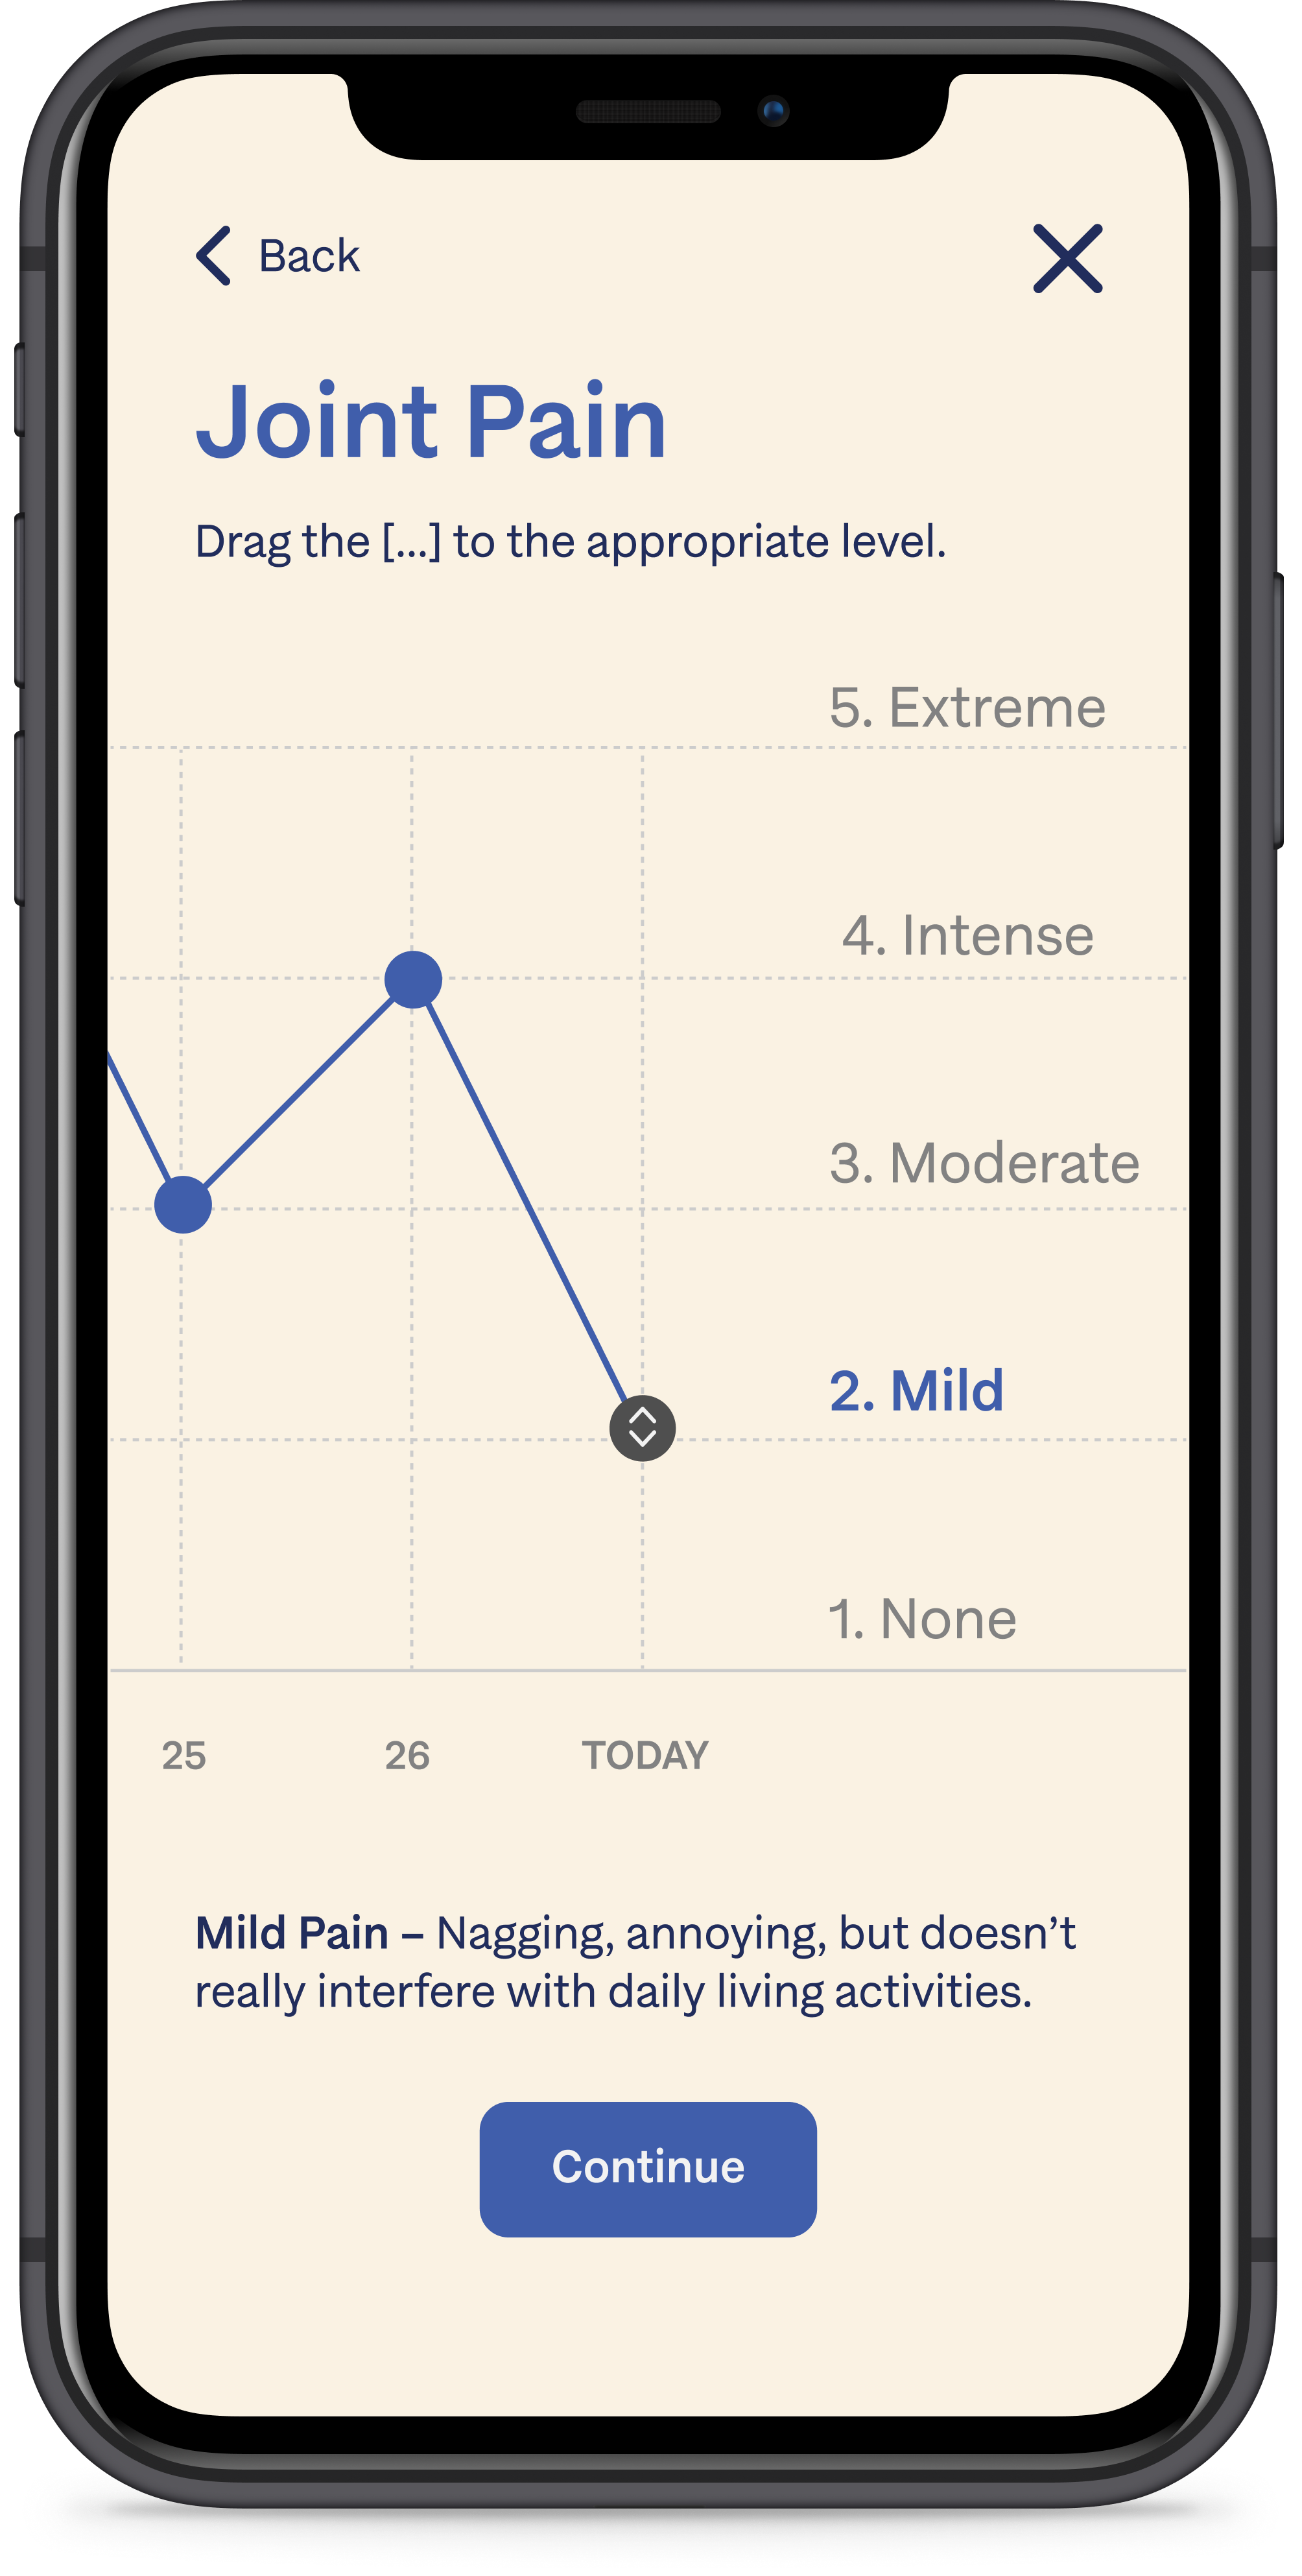 Back
Joint Pain
Drag the [...] to the appropriate level.
5. Extreme
4. Intense
3. Moderate
2. Mild
1. None
25 26 TODAY
Mild Pain – Nagging, annoying, but doesn’t
really interfere with daily living activities.
Continue